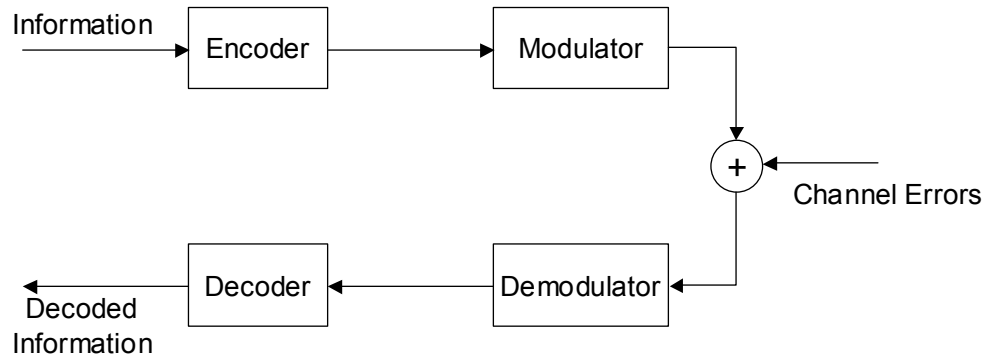 Information
Encoder
Modulator
+
Channel Errors
Decoder
Demodulator
Decoded
Information